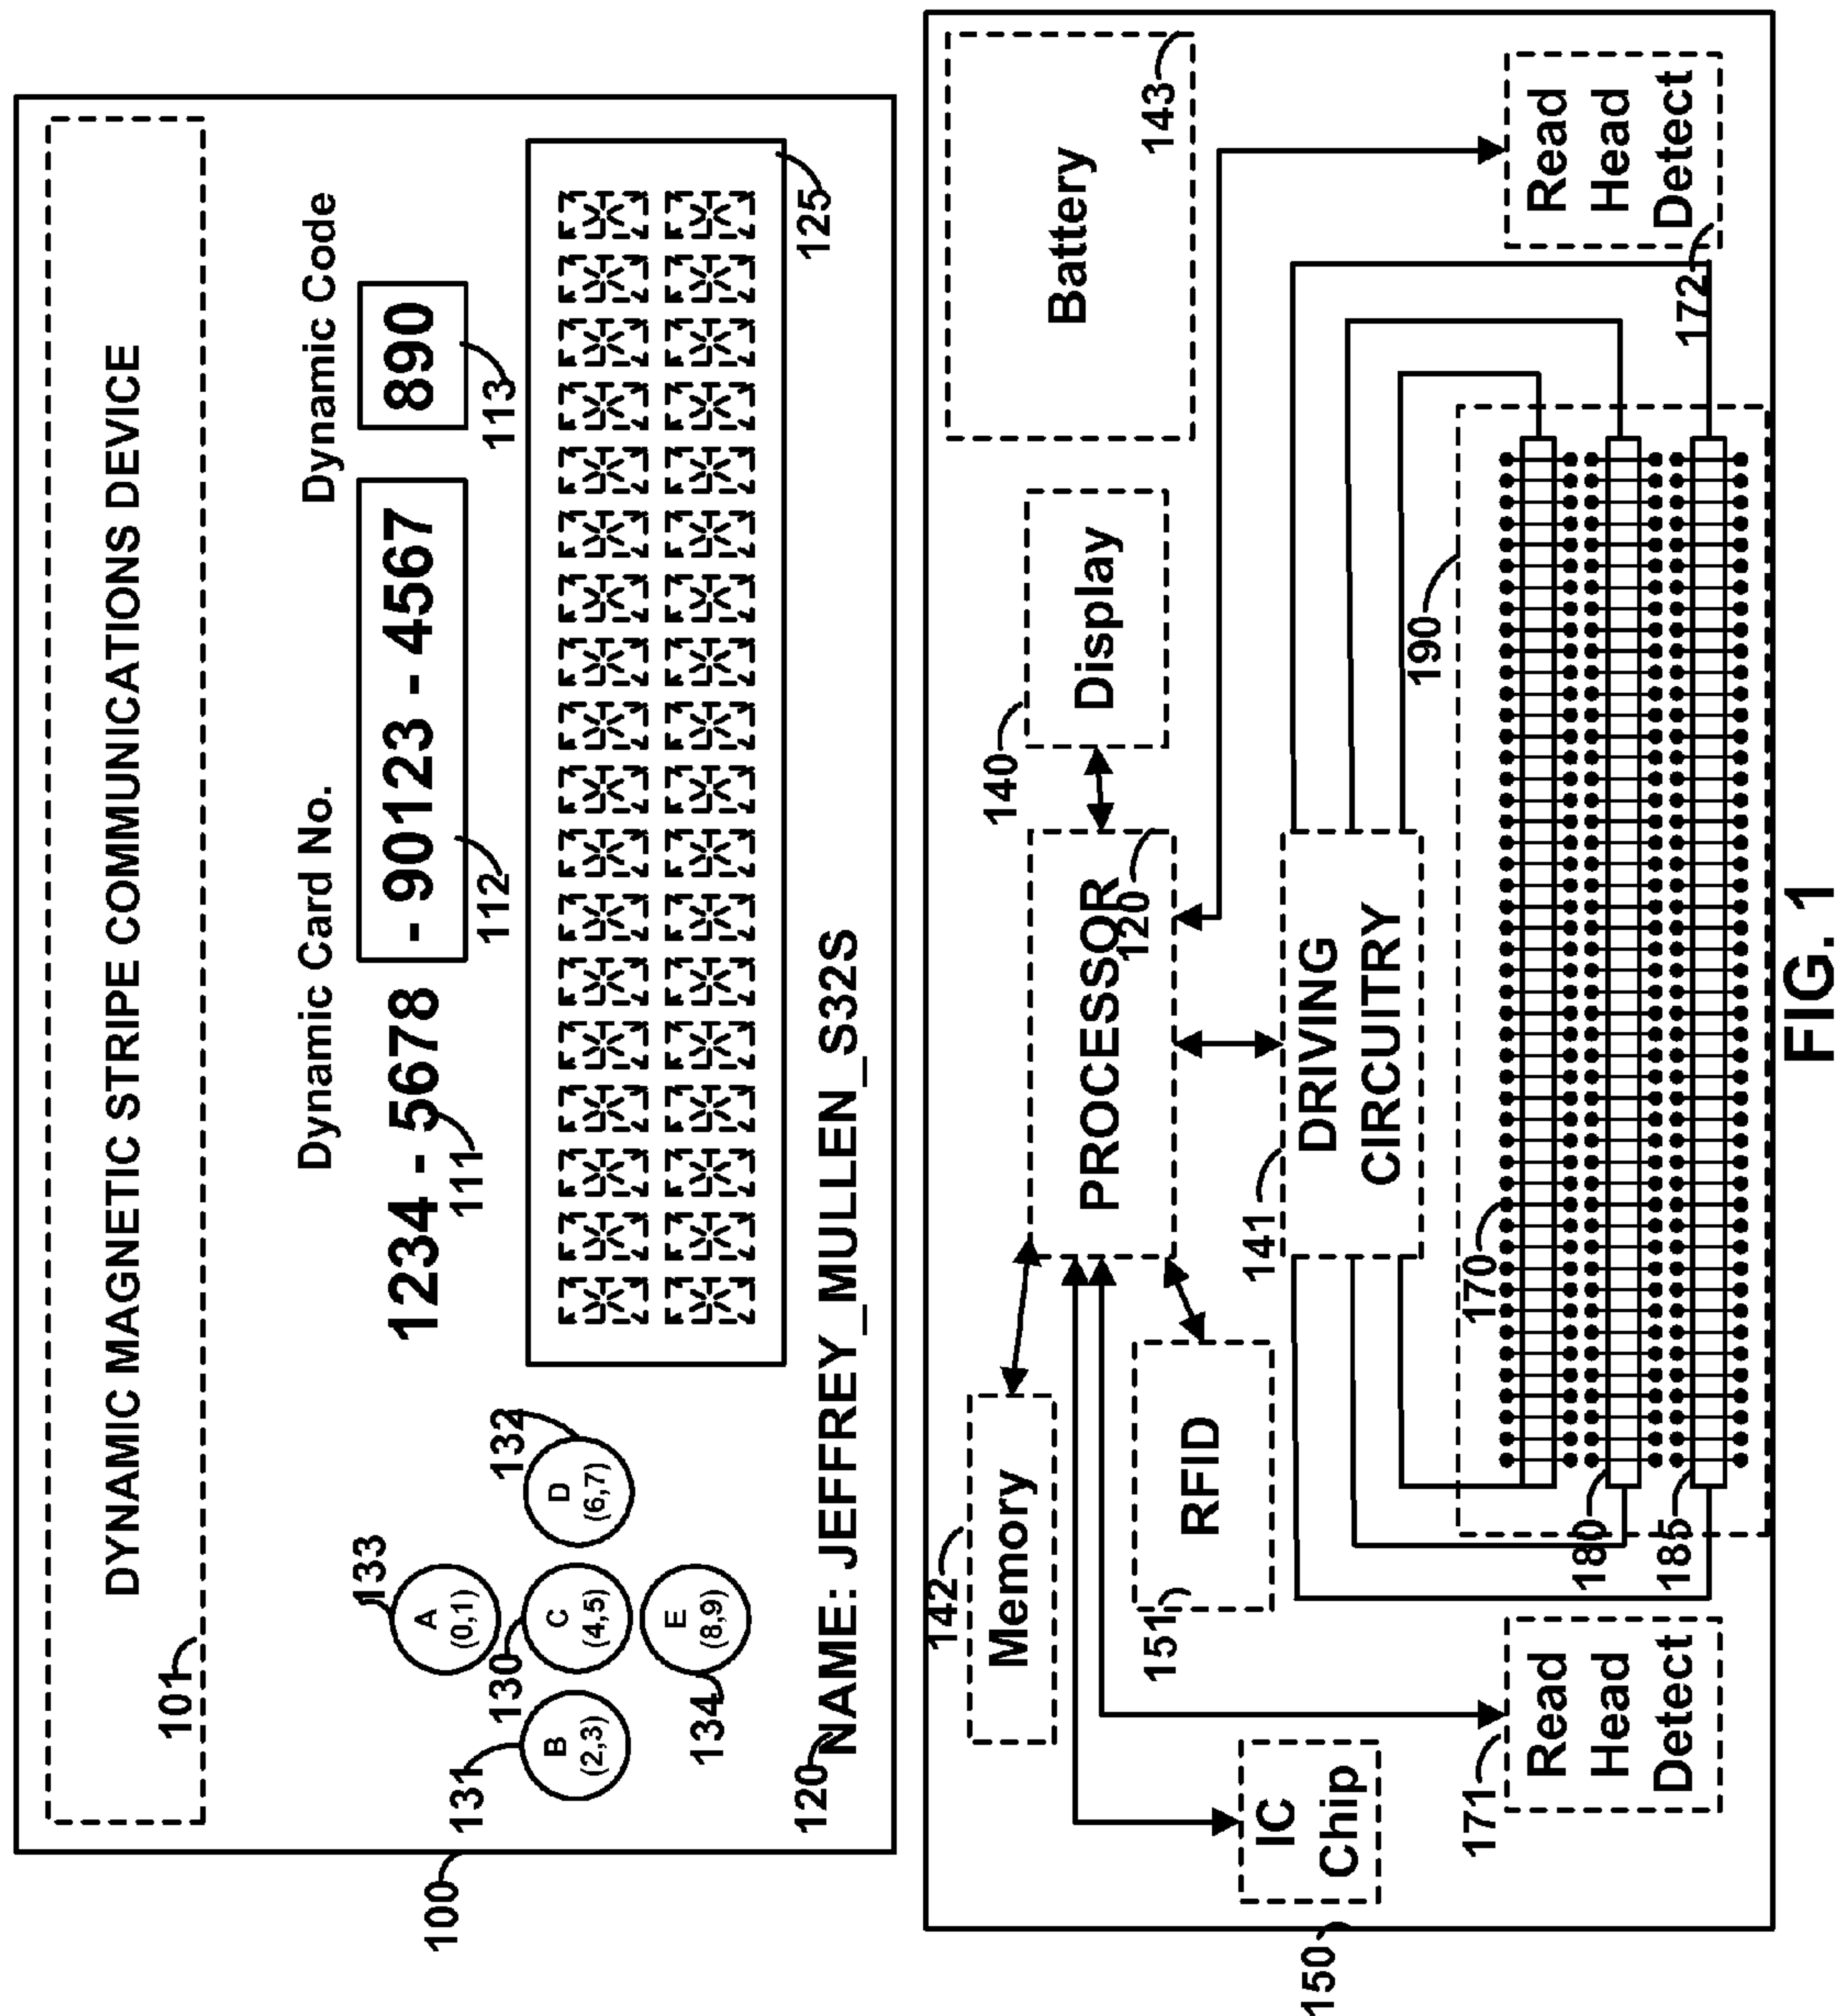 DYNAMIC MAGNETIC STRIPE COMMUNICATIONS DEVICE
101
100
Dynamic Card No.
Dynamic Code
1234 - 5678 - 90123 - 4567
890
111
112
113
133
A
(0,1)
131
B
(2,3)
130
C
(4,5)
132
D
(6,7)
134
E
(8,9)
125
120
NAME: JEFFREY_MULLEN_S32S
142
Memory
140
Display
Battery
143
PROCESSOR
120
151
RFID
150
IC
Chip
141
DRIVING
CIRCUITRY
171
Read
Head
Detect
170
190
180
185
172
Read
Head
Detect
FIG. 1